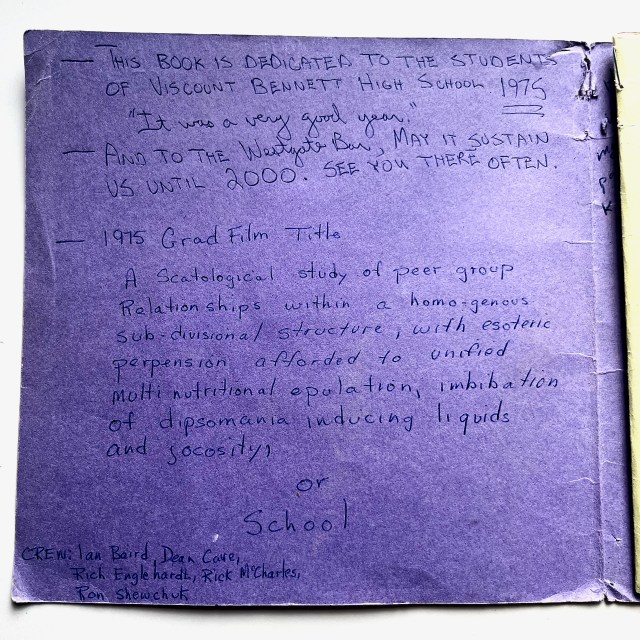 — THIS BOOK IS DEDICATED TO THE STUDENTS
OF VISCOUNT BENNETT HIGH SCHOOL 1975
"It was a very good year."
— AND TO THE Westgate Bar, MAY IT SUSTAIN
US UNTIL 2000. SEE YOU THERE OFTEN.
— 1975 Grad Film Title
A Scatological study of peer group
Relationships within a homo-genous
sub-divisional structure, with esoteric
perpension afforded to unified
multi nutritional epulation, imbibation
of dipsomania inducing liquids
and jocosity,
or
School
CREW: Ian Baird, Dean Cave,
Rich Englehardt, Rick McCharles,
Ron Shewchuk